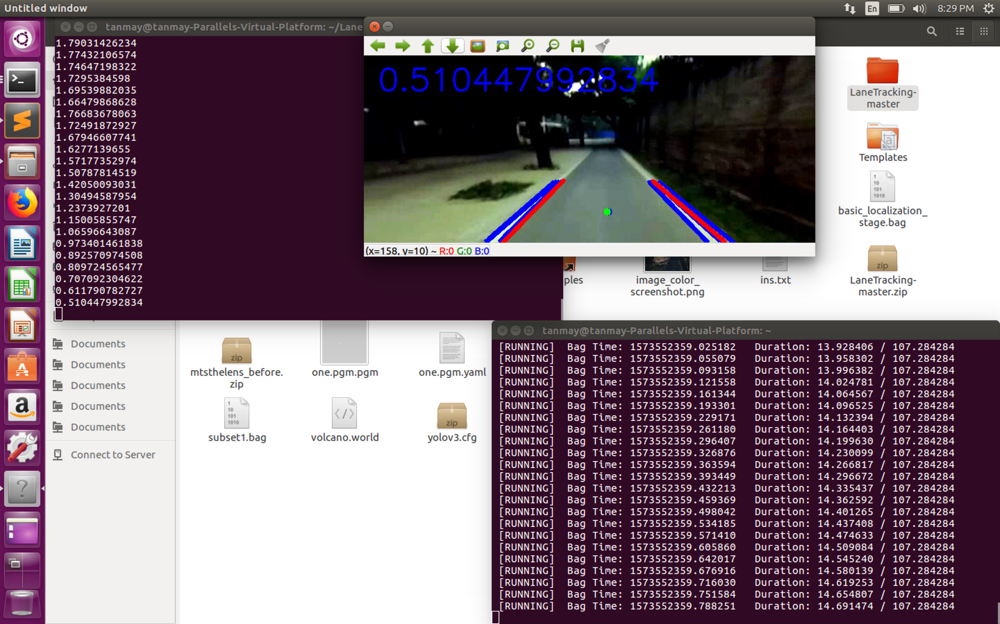 Untitled window
En
8:29 PM
tanmay@tanmay-Parallels-Virtual-Platform: ~/Lane
1.79031426234
1.77432106574
1.74647198322
1.7295384598
1.69539882035
1.66479868628
1.76683678063
1.72491872927
1.67946607741
1.6277139655
1.57177352974
1.50787814519
1.42050093031
1.30494587954
1.2373927201
1.15005855747
1.06596643087
0.973401461838
0.892570974508
0.809724565477
0.707092304622
0.611790782727
0.510447992834
0.510447992834
(x=158, y=10) ~ R:0 G:0 B:0
LaneTracking-
master
Templates
basic_localization_
stage.bag
ples
image_color_
screenshot.png
ins.txt
zip
LaneTracking-
master.zip
Documents
Documents
Documents
Documents
Documents
Connect to Server
zip
mtsthelens_before.
zip
one.pgm.pgm
one.pgm.yaml
subset1.bag
volcano.world
zip
yolov3.cfg
tanmay@tanmay-Parallels-Virtual-Platform: ~
[RUNNING]  Bag Time: 1573552359.025182   Duration: 13.928406 / 107.284284
[RUNNING]  Bag Time: 1573552359.055079   Duration: 13.958302 / 107.284284
[RUNNING]  Bag Time: 1573552359.093158   Duration: 13.996382 / 107.284284
[RUNNING]  Bag Time: 1573552359.121558   Duration: 14.024781 / 107.284284
[RUNNING]  Bag Time: 1573552359.161344   Duration: 14.064567 / 107.284284
[RUNNING]  Bag Time: 1573552359.193301   Duration: 14.096525 / 107.284284
[RUNNING]  Bag Time: 1573552359.229171   Duration: 14.132394 / 107.284284
[RUNNING]  Bag Time: 1573552359.261180   Duration: 14.164403 / 107.284284
[RUNNING]  Bag Time: 1573552359.296407   Duration: 14.199630 / 107.284284
[RUNNING]  Bag Time: 1573552359.326876   Duration: 14.230099 / 107.284284
[RUNNING]  Bag Time: 1573552359.363594   Duration: 14.266817 / 107.284284
[RUNNING]  Bag Time: 1573552359.393449   Duration: 14.296672 / 107.284284
[RUNNING]  Bag Time: 1573552359.432213   Duration: 14.335437 / 107.284284
[RUNNING]  Bag Time: 1573552359.459369   Duration: 14.362592 / 107.284284
[RUNNING]  Bag Time: 1573552359.498042   Duration: 14.401265 / 107.284284
[RUNNING]  Bag Time: 1573552359.534185   Duration: 14.437408 / 107.284284
[RUNNING]  Bag Time: 1573552359.571410   Duration: 14.474633 / 107.284284
[RUNNING]  Bag Time: 1573552359.605860   Duration: 14.509084 / 107.284284
[RUNNING]  Bag Time: 1573552359.642017   Duration: 14.545240 / 107.284284
[RUNNING]  Bag Time: 1573552359.676916   Duration: 14.580139 / 107.284284
[RUNNING]  Bag Time: 1573552359.716030   Duration: 14.619253 / 107.284284
[RUNNING]  Bag Time: 1573552359.751584   Duration: 14.654807 / 107.284284
[RUNNING]  Bag Time: 1573552359.788251   Duration: 14.691474 / 107.284284